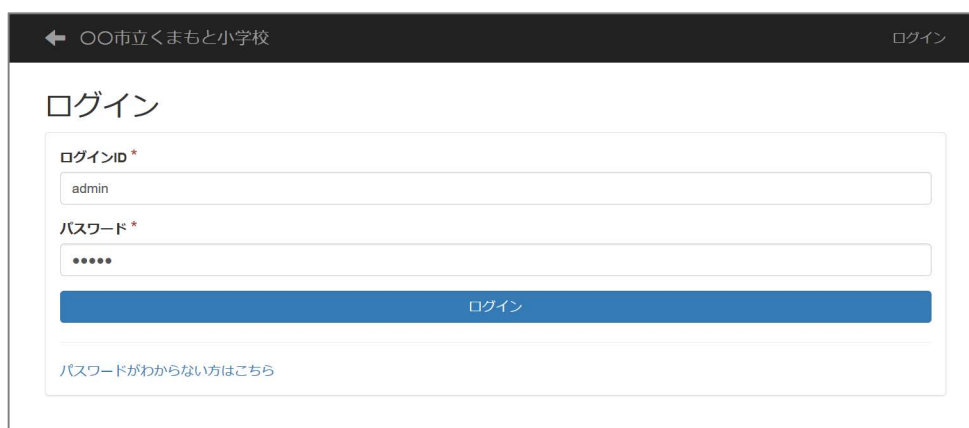 〇〇市立くまもと小学校
ログイン
ログイン
ログインID *
admin
パスワード *
•••••
ログイン
パスワードがわからない方はこちら